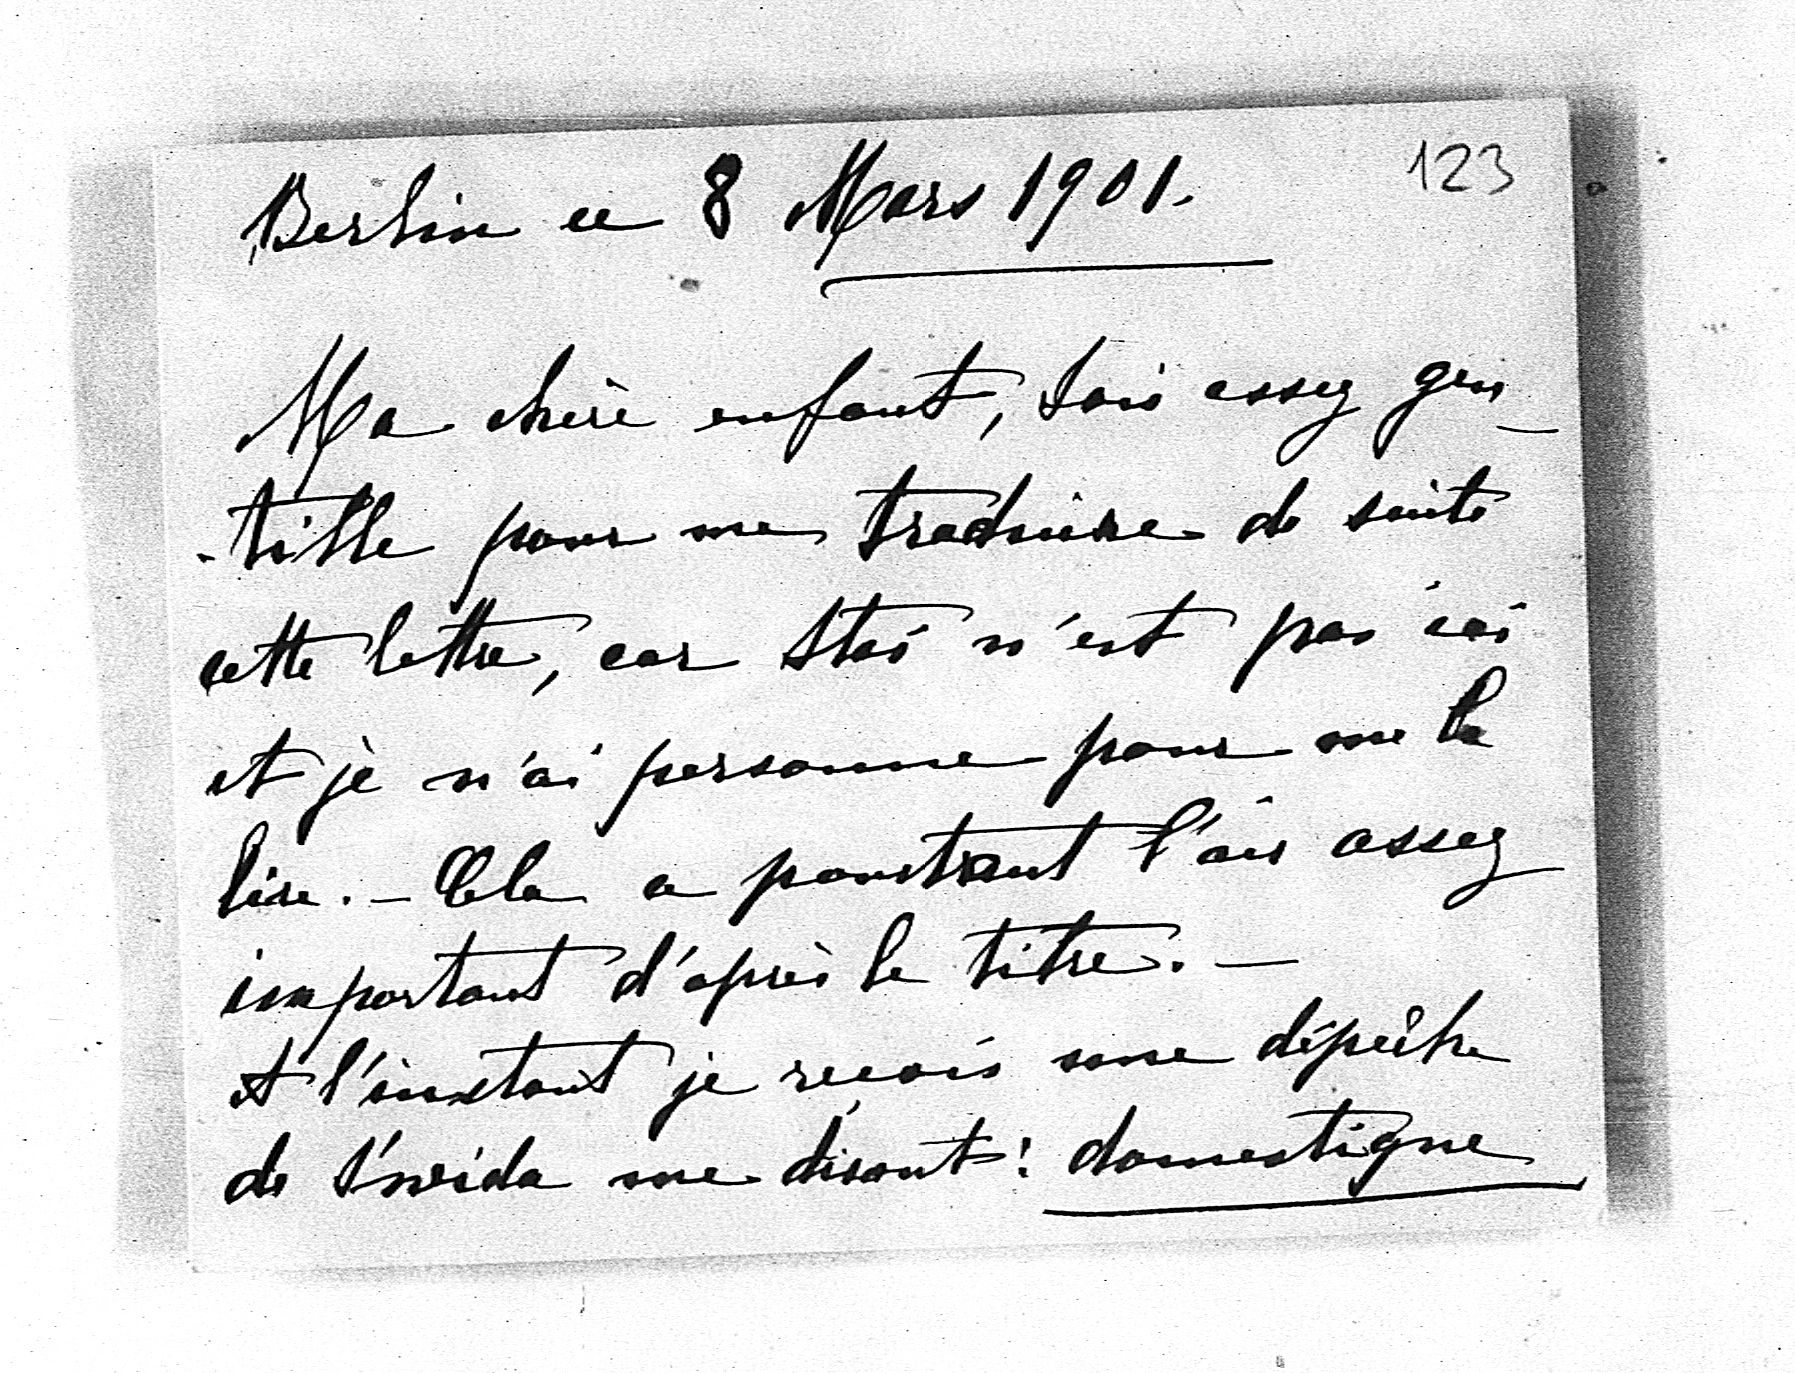 123
Berlin ce 8 Mars 1901.
Ma chère enfant, sois assez gen-
-tille pour me traduire de suite
cette lettre, car n'est pas ici
et je n'ai personne pour me la
lire. - Cela a pourtant l'air assez
important d'après le titre. -
A l'instant je reçois une dépêche
de me disant: domestique